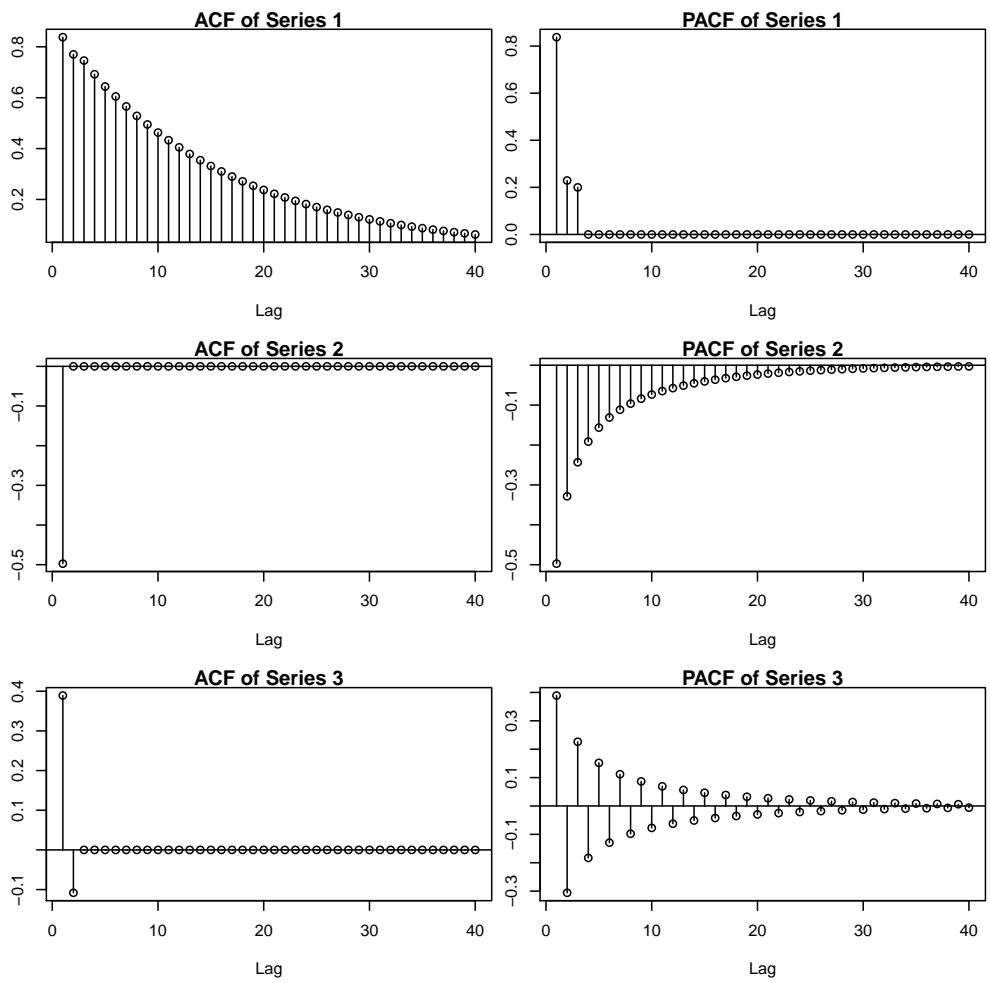 ACF of Series 1
0.2 0.4 0.6 0.8
0 10 20 30 40
Lag
PACF of Series 1
0.0 0.2 0.4 0.6 0.8
0 10 20 30 40
Lag
ACF of Series 2
−0.5 −0.3 −0.1
0 10 20 30 40
Lag
PACF of Series 2
−0.5 −0.3 −0.1
0 10 20 30 40
Lag
ACF of Series 3
−0.1 0.1 0.2 0.3 0.4
0 10 20 30 40
Lag
PACF of Series 3
−0.3 −0.1 0.1 0.3
0 10 20 30 40
Lag